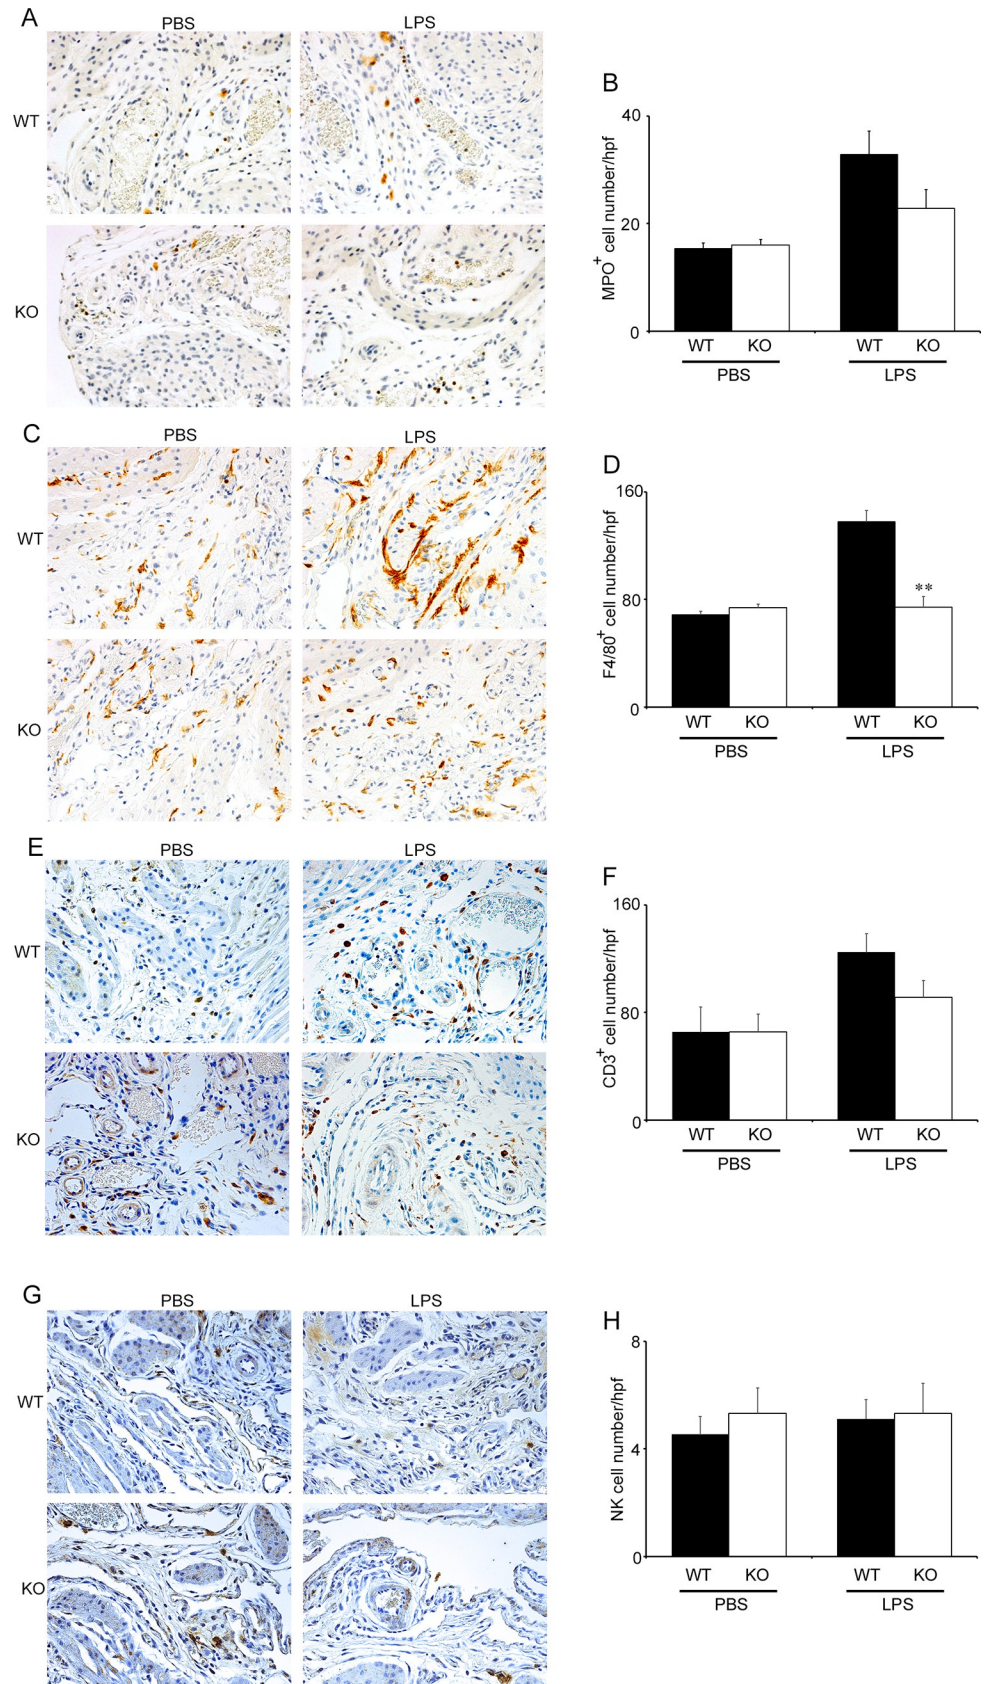 A
PBS
LPS
WT
KO
B
MPO+ cell number/hpf
40
20
0
WT
KO
WT
KO
PBS
LPS
C
PBS
LPS
WT
KO
D
F4/80+ cell number/hpf
160
80
0
**
WT
KO
WT
KO
PBS
LPS
E
PBS
LPS
WT
KO
F
CD3+ cell number/hpf
160
80
0
WT
KO
WT
KO
PBS
LPS
G
PBS
LPS
WT
KO
H
NK cell number/hpf
8
4
0
WT
KO
WT
KO
PBS
LPS